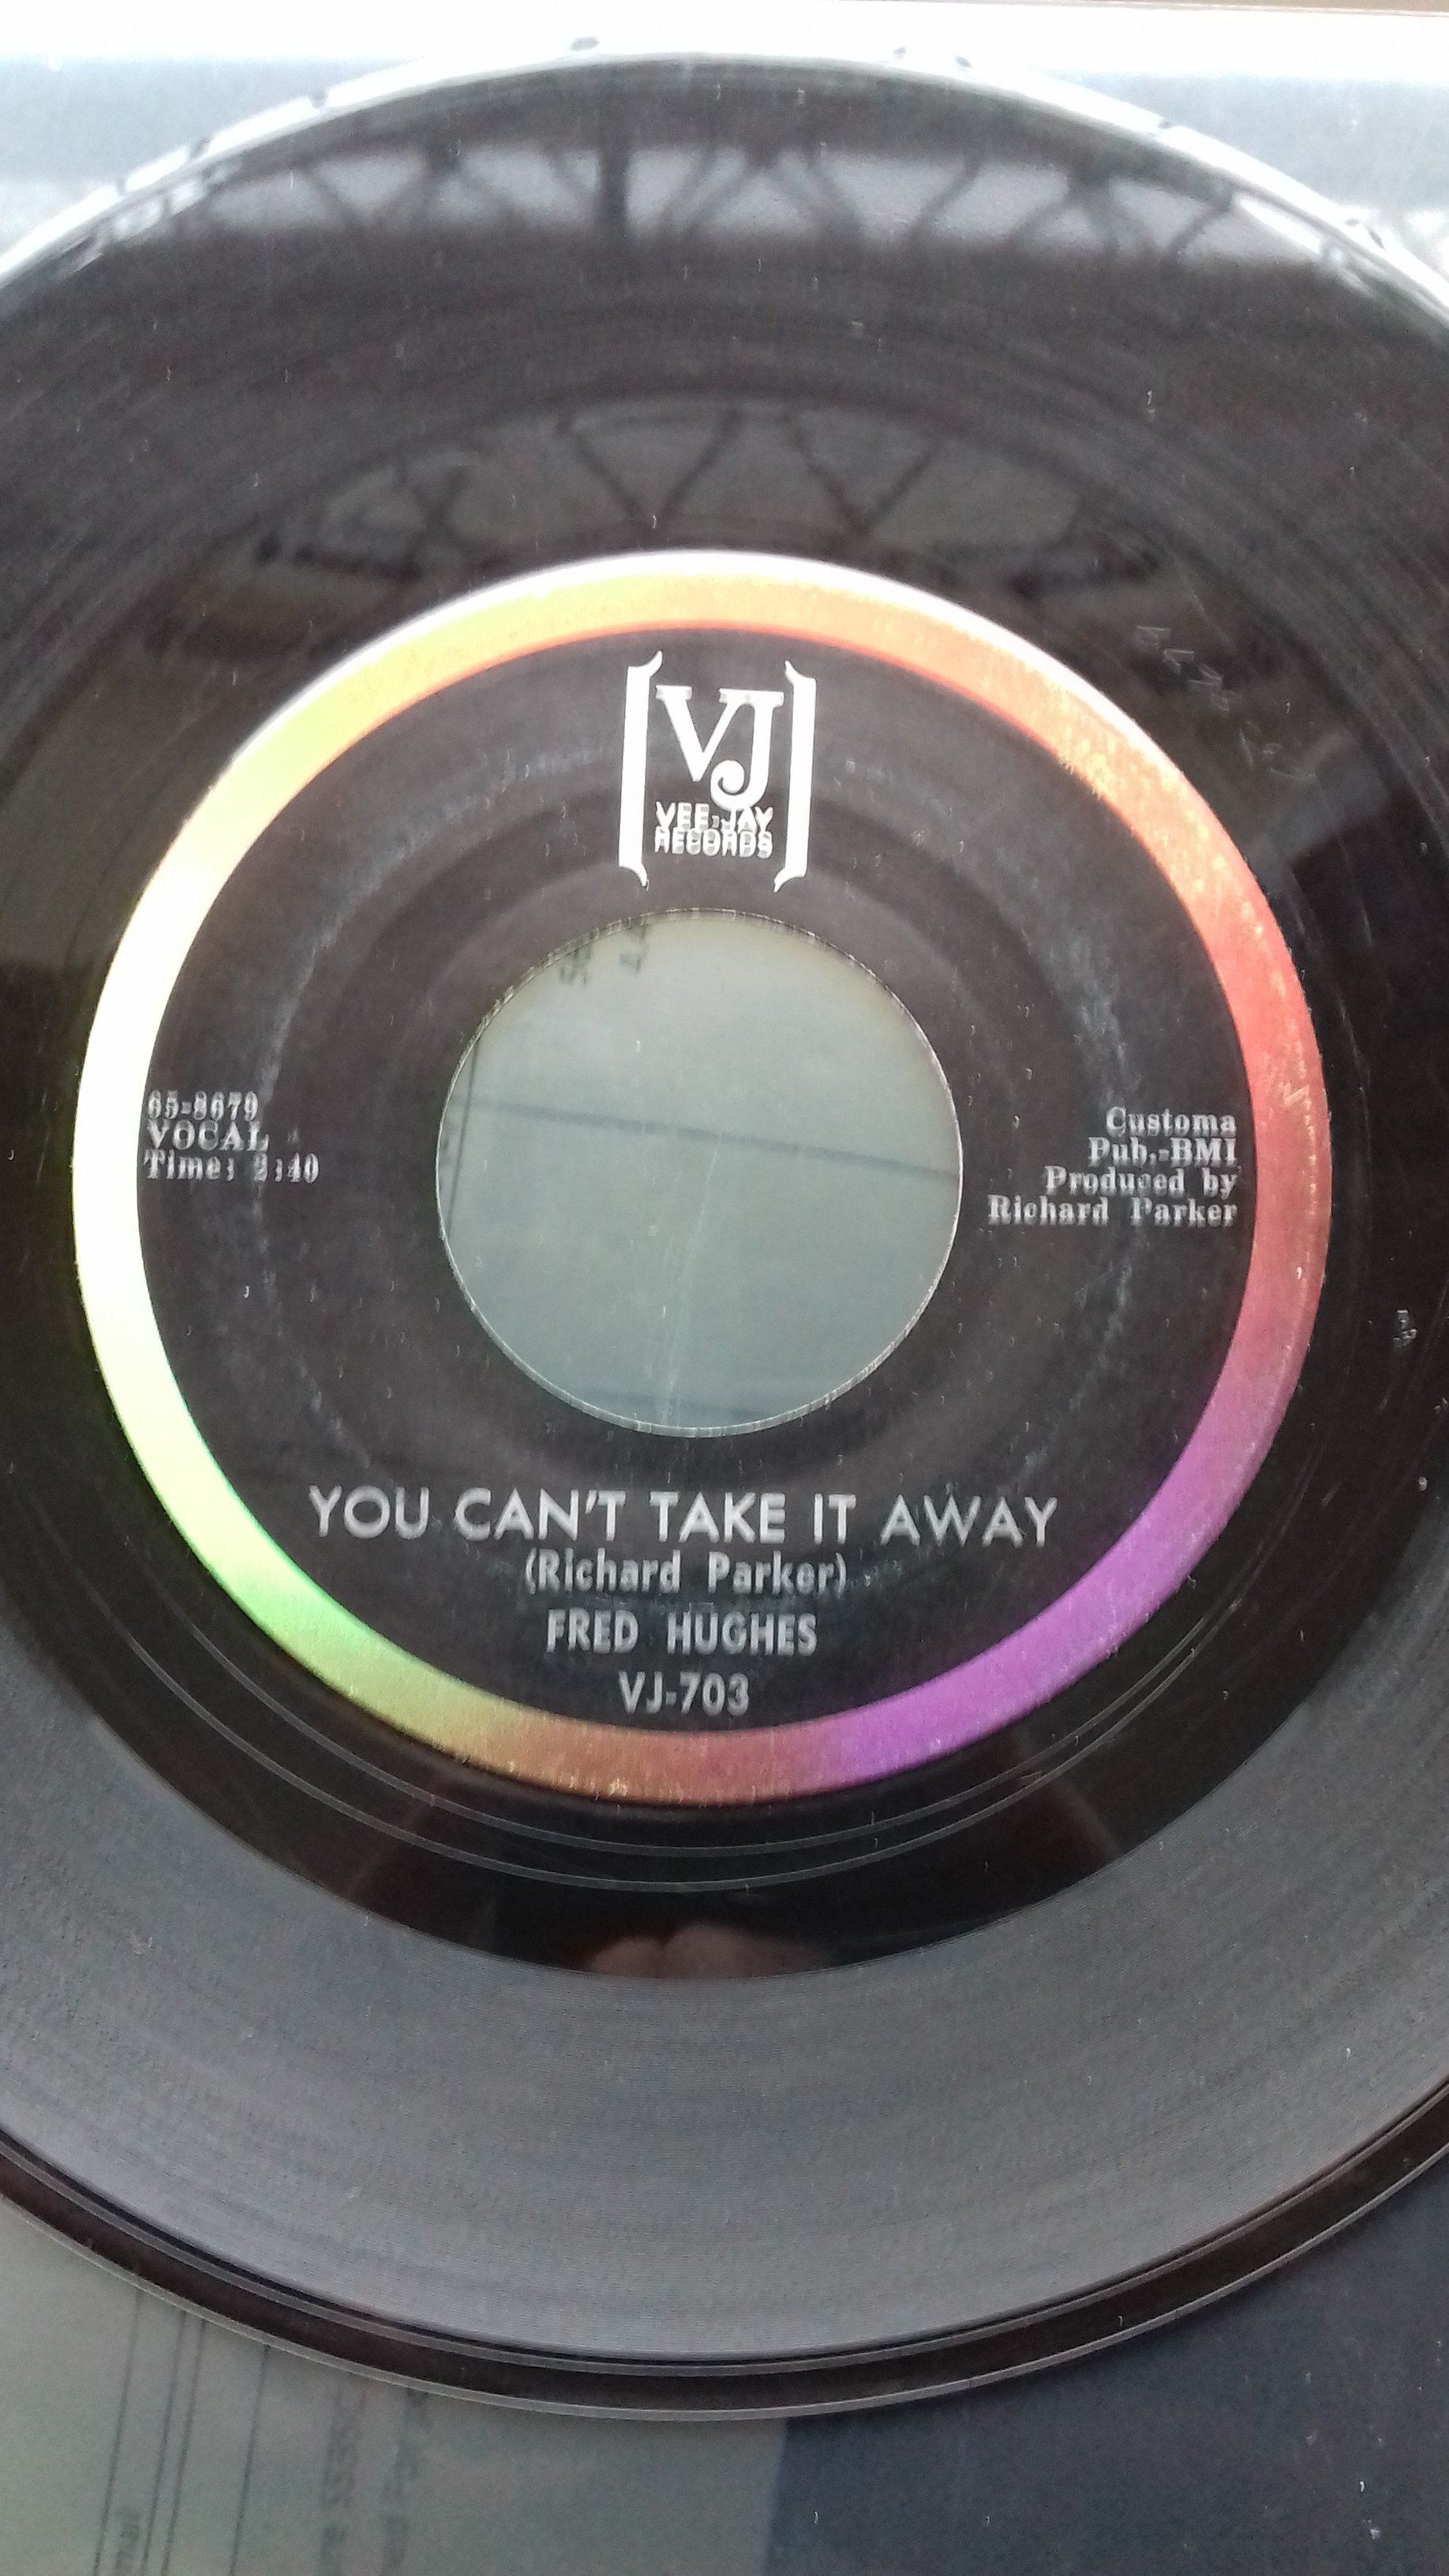 VJ
VEE-JAY
RECORDS
65-8679
VOCAL
Time: 2:40
Customa
Pub.-BMI
Produced by
Richard Parker
YOU CAN'T TAKE IT AWAY
(Richard Parker)
FRED HUGHES
VJ-703